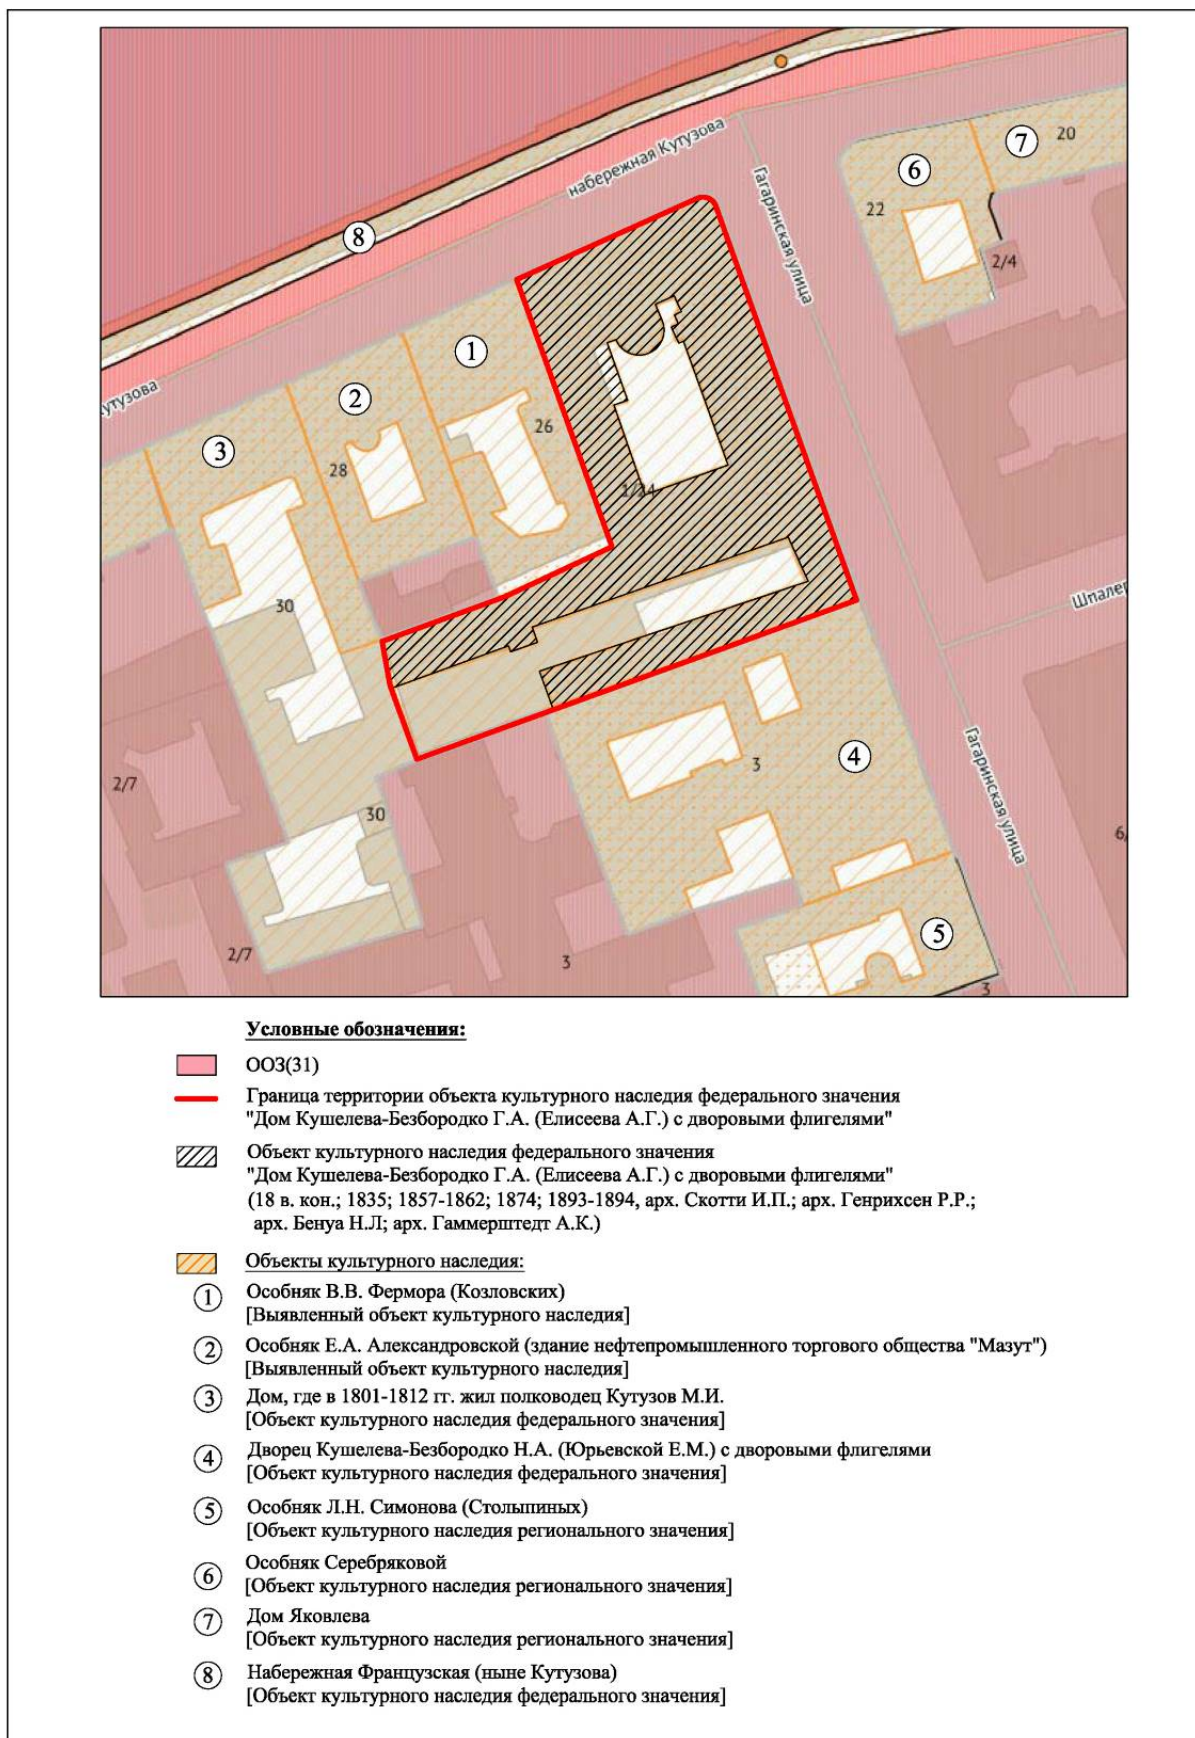 набережная Кутузова
Гагаринская улица
20
7
6
22
2/4
8
утузова
1
2
3
26
28
1/24
30
Шпалер
Гагаринская улица
4
3
2/7
30
6/
5
2/7
3
3
Условные обозначения:
ООЗ(31)
Граница территории объекта культурного наследия федерального значения
"Дом Кушелева-Безбородко Г.А. (Елисеева А.Г.) с дворовыми флигелями"
Объект культурного наследия федерального значения
"Дом Кушелева-Безбородко Г.А. (Елисеева А.Г.) с дворовыми флигелями"
(18 в. кон.; 1835; 1857-1862; 1874; 1893-1894, арх. Скотти И.П.; арх. Генрихсен Р.Р.;
арх. Бенуа Н.Л; арх. Гаммерштедт А.К.)
Объекты культурного наследия:
1 Особняк В.В. Фермора (Козловских)
[Выявленный объект культурного наследия]
2 Особняк Е.А. Александровской (здание нефтепромышленного торгового общества "Мазут")
[Выявленный объект культурного наследия]
3 Дом, где в 1801-1812 гг. жил полководец Кутузов М.И.
[Объект культурного наследия федерального значения]
4 Дворец Кушелева-Безбородко Н.А. (Юрьевской Е.М.) с дворовыми флигелями
[Объект культурного наследия федерального значения]
5 Особняк Л.Н. Симонова (Столыпиных)
[Объект культурного наследия регионального значения]
6 Особняк Серебряковой
[Объект культурного наследия регионального значения]
7 Дом Яковлева
[Объект культурного наследия регионального значения]
8 Набережная Французская (ныне Кутузова)
[Объект культурного наследия федерального значения]